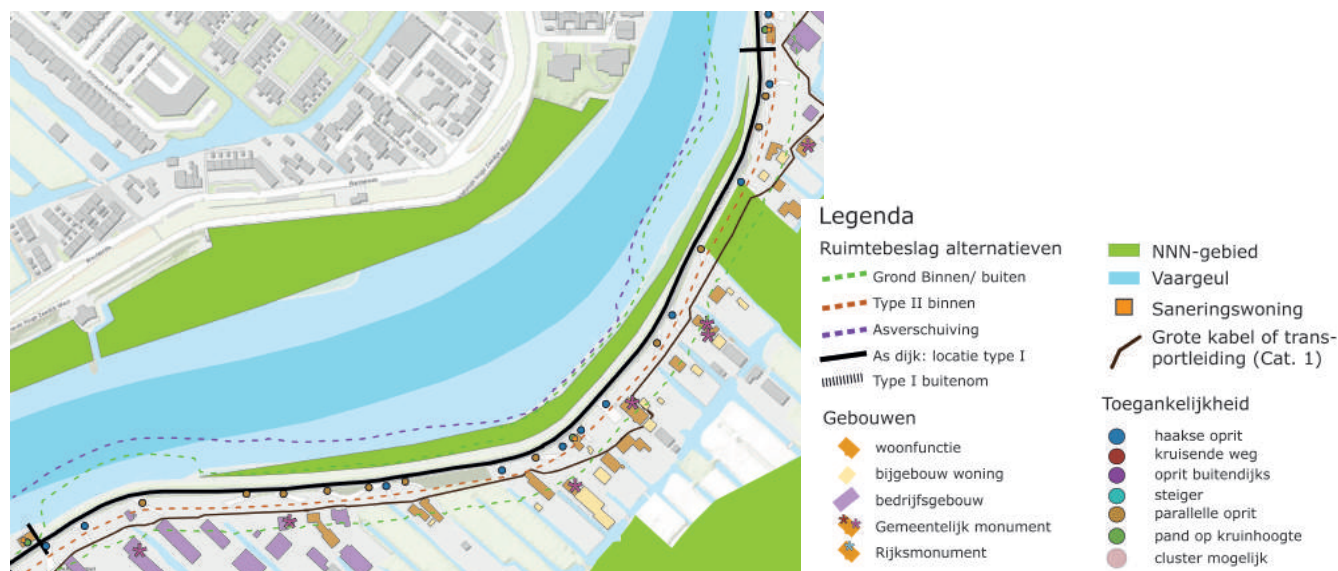 Legenda
Ruimtebeslag alternatieven
Grond Binnen/ buiten
Type II binnen
Asverschuiving
As dijk: locatie type I
Type I buitenom
Gebouwen
woonfunctie
bijgebouw woning
bedrijfsgebouw
Gemeentelijk monument
Rijksmonument
NNN-gebied
Vaargeul
Saneringswoning
Grote kabel of trans-
portleiding (Cat. 1)
Toegankelijkheid
haakse oprit
kruisende weg
oprit buitendijks
steiger
parallelle oprit
pand op kruinhoogte
cluster mogelijk